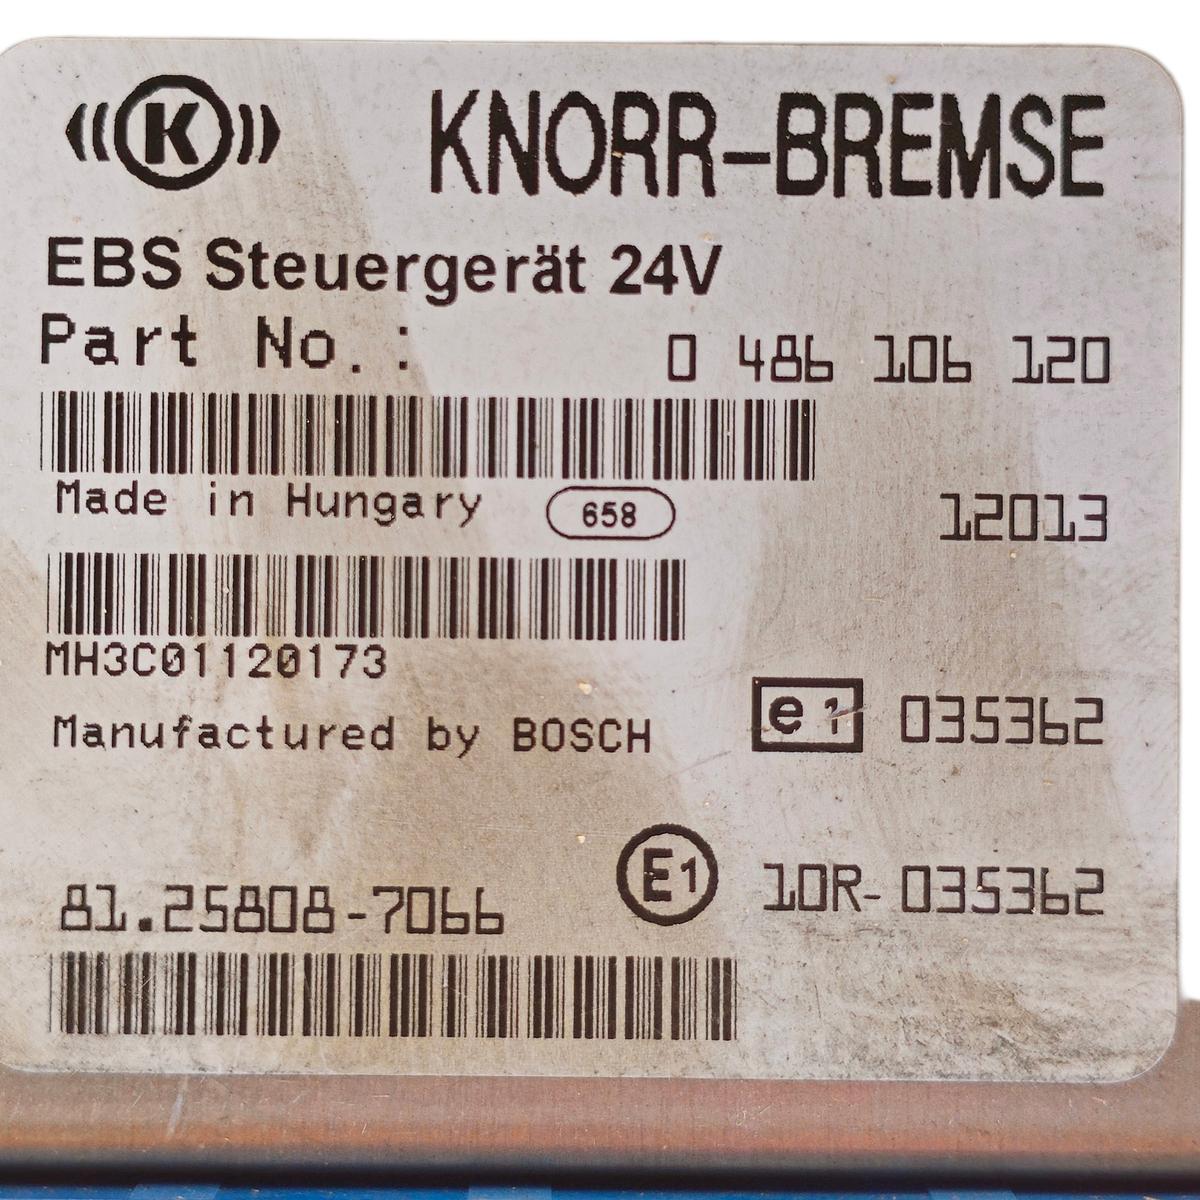 K KNORR-BREMSE
EBS Steuergerät 24V
Part No.: 0 486 106 120
Made in Hungary 658 12013
MH3C01120173
Manufactured by BOSCH e1 035362
81.25808-7066 E1 10R-035362